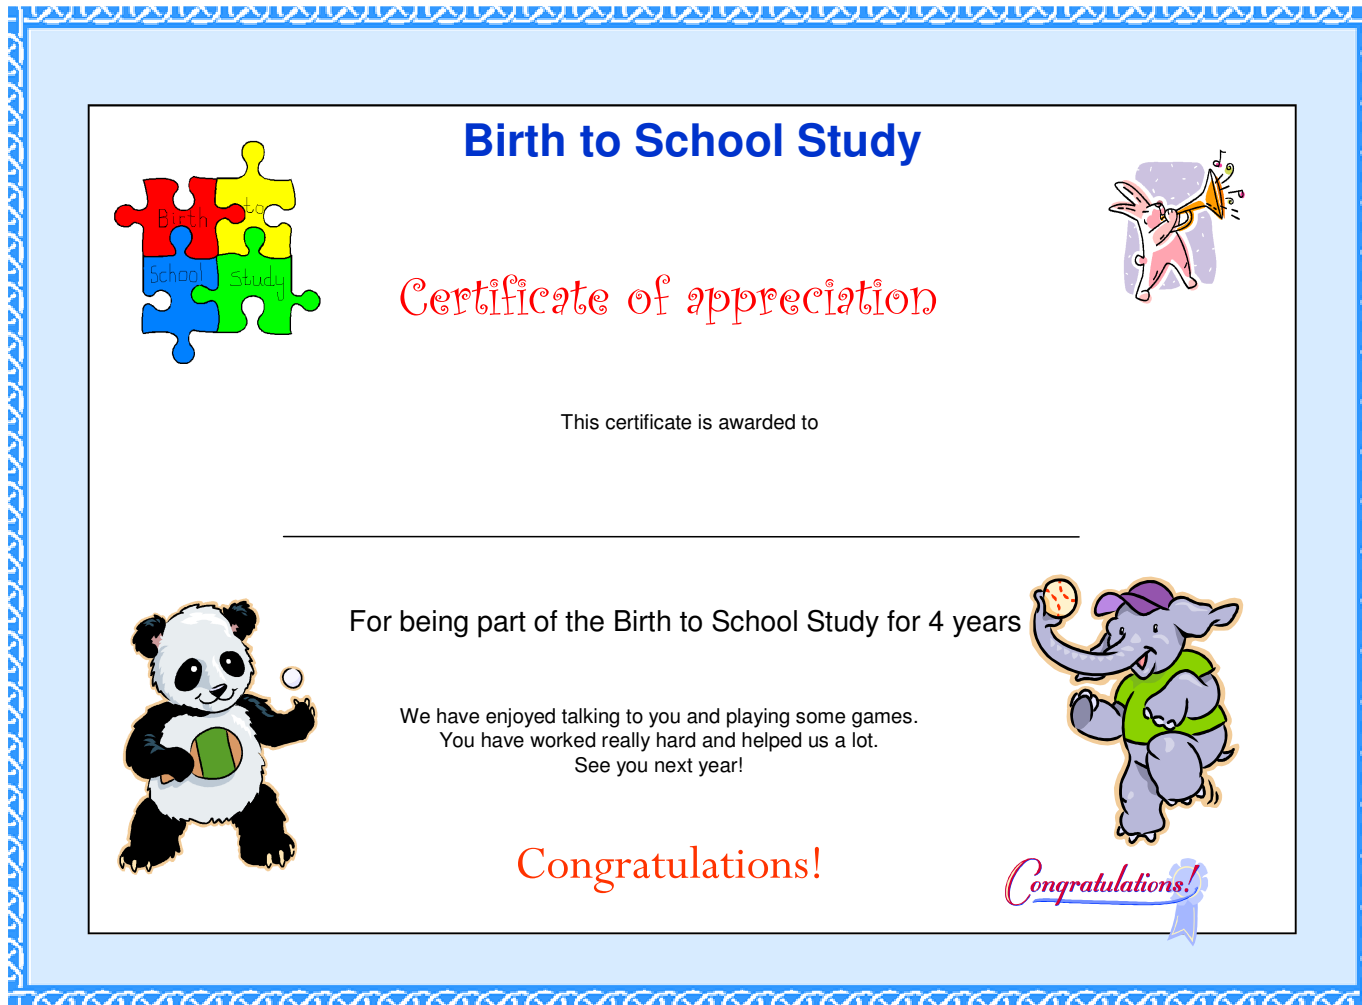 Birth to School Study
Birth to
School Study
Certificate of appreciation
This certificate is awarded to
For being part of the Birth to School Study for 4 years
We have enjoyed talking to you and playing some games.
You have worked really hard and helped us a lot.
See you next year!
Congratulations!
Congratulations!